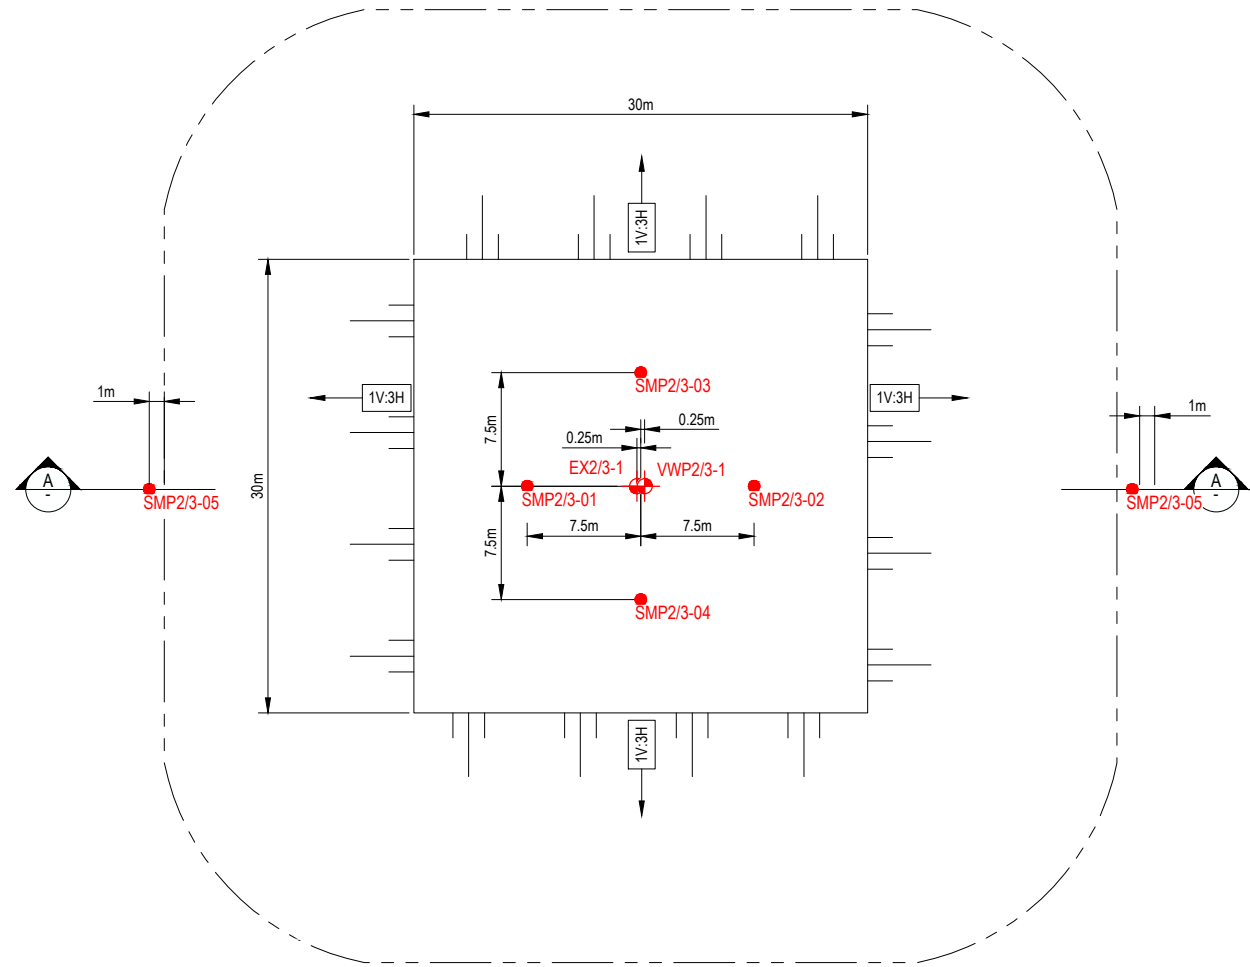 30m
1V:3H
1m
1V:3H
1V:3H
1m
SMP2/3-03
7.5m
0.25m
0.25m
30m
EX2/3-1
VWP2/3-1
A
-
SMP2/3-05
SMP2/3-01
SMP2/3-02
SMP2/3-05
A
-
7.5m
7.5m
7.5m
SMP2/3-04
1V:3H